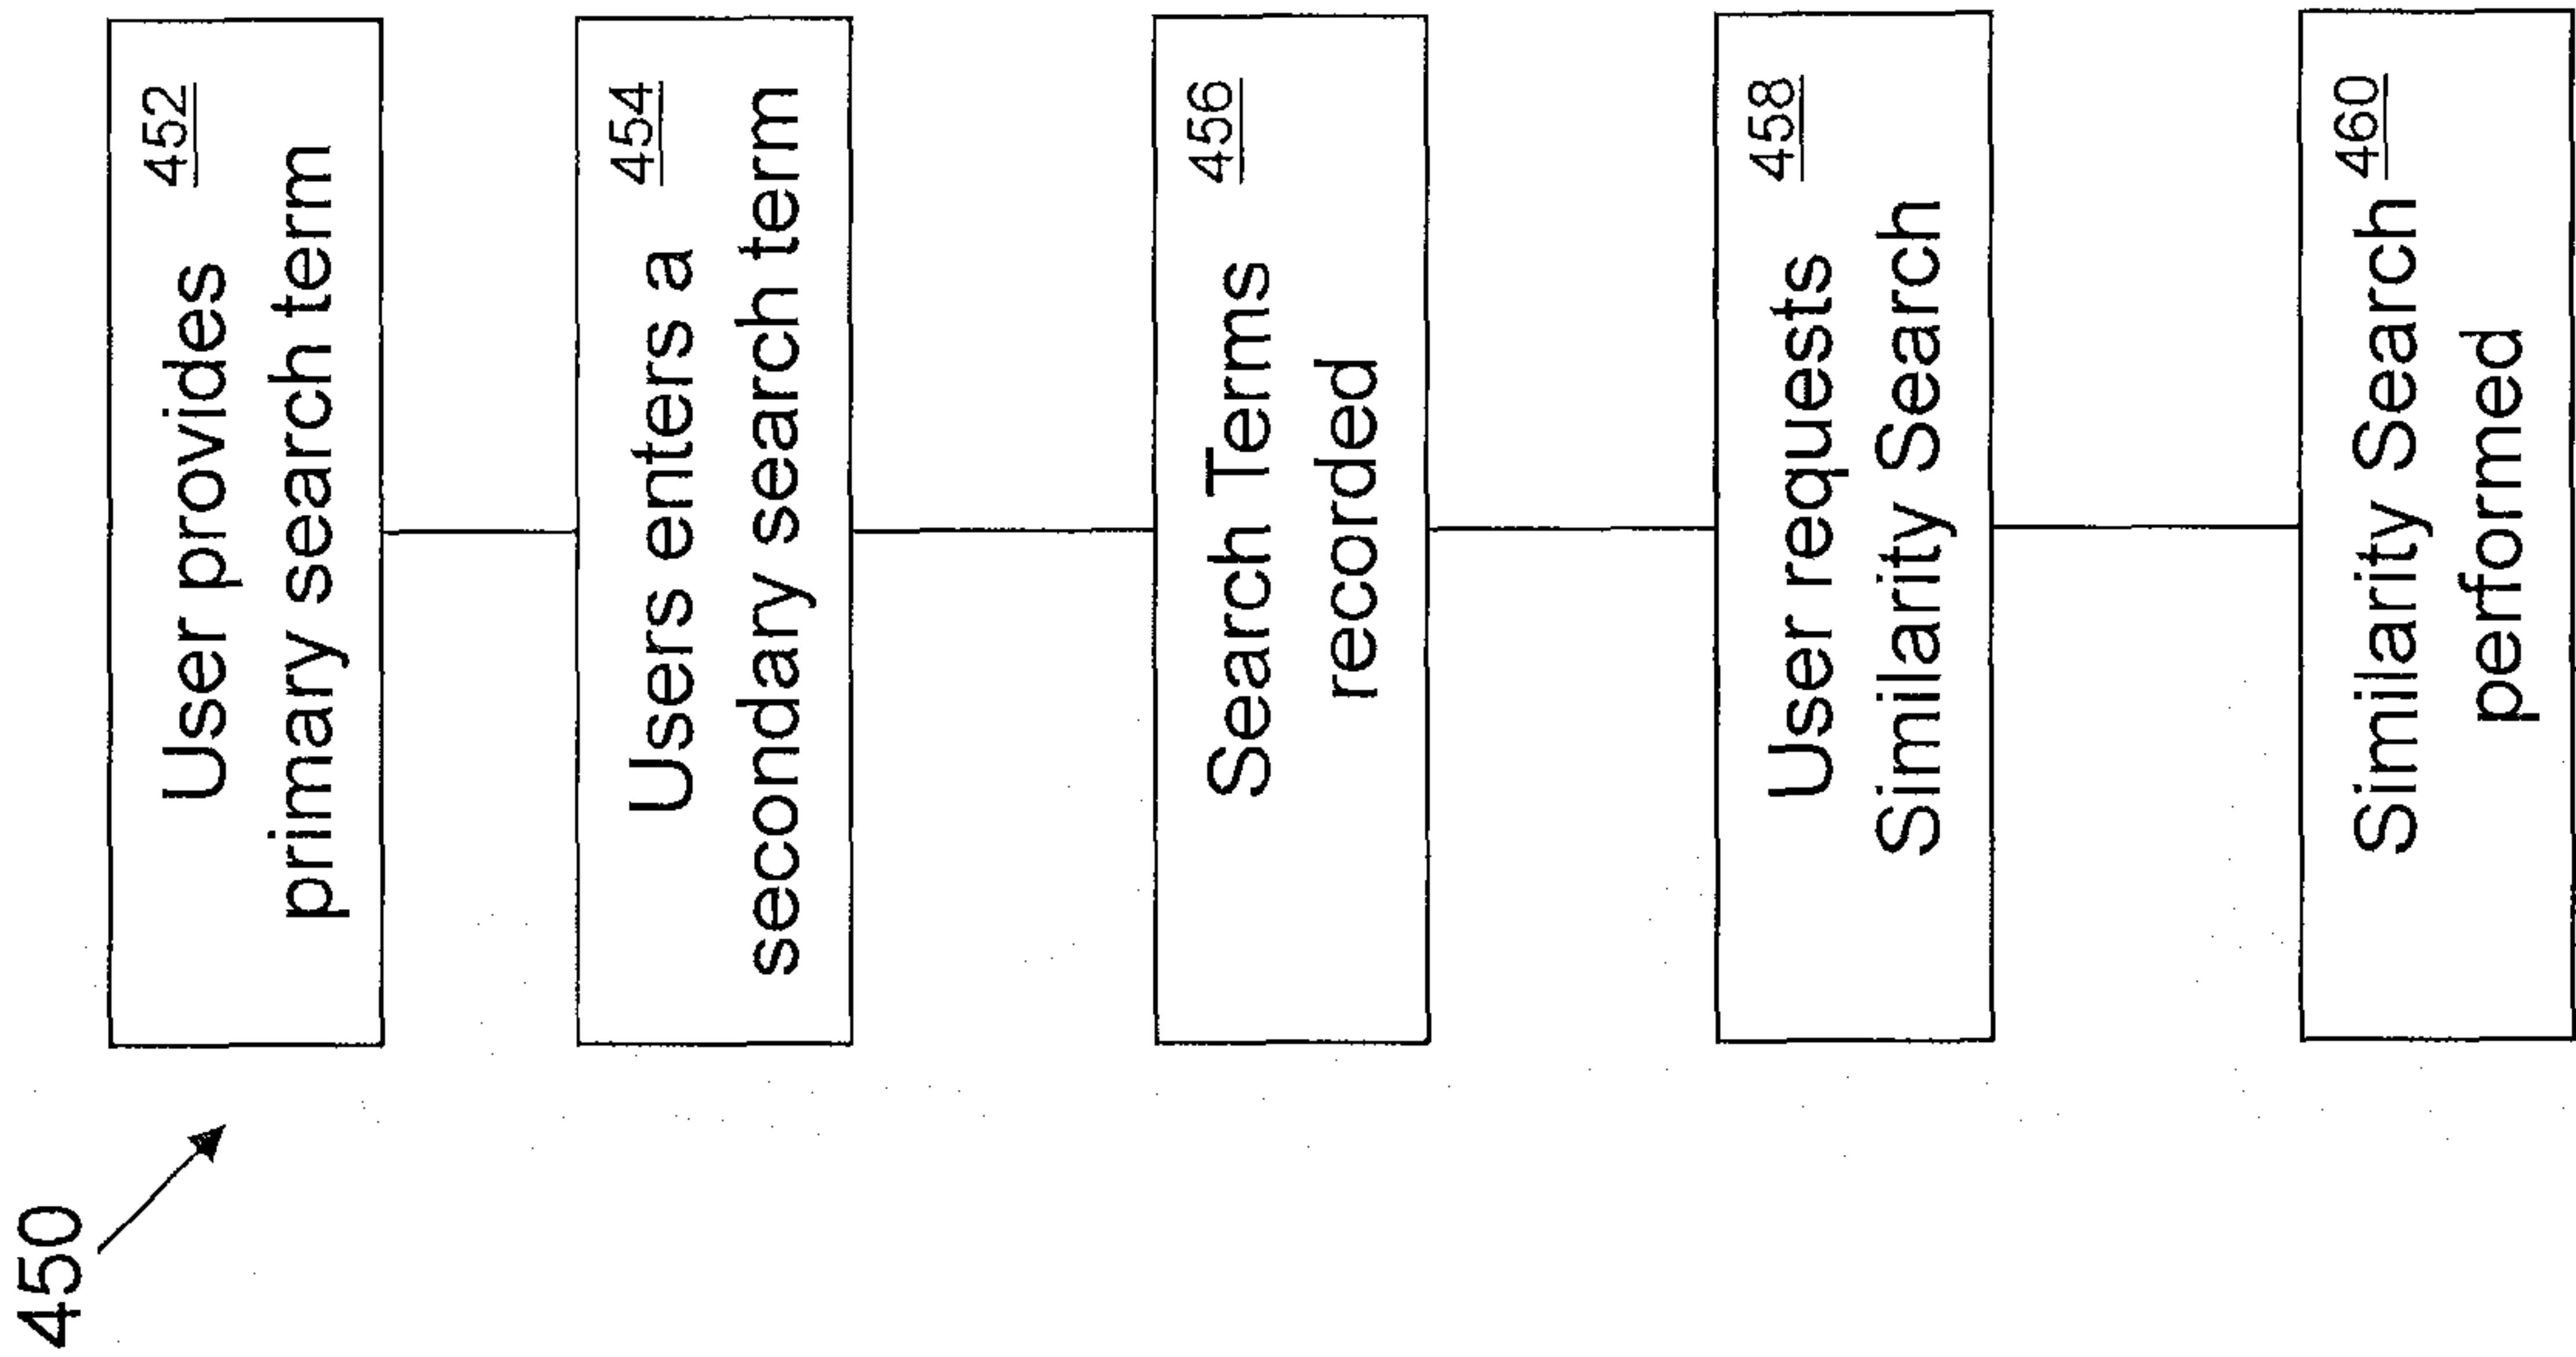 450
User provides 452
primary search term
Users enters a 454
secondary search term
Search Terms 456
recorded
User requests 458
Similarity Search
Similarity Search 460
performed